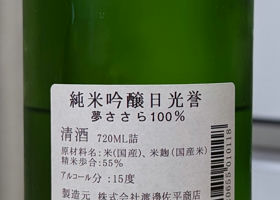 純米吟醸日光誉
夢ささら100%
清酒 720ML詰
原材料名:米(国産)、米麹(国産米)
精米歩合:55%
アルコール分:15度
製造元 株式会社渡邊佐平商店
0655010118